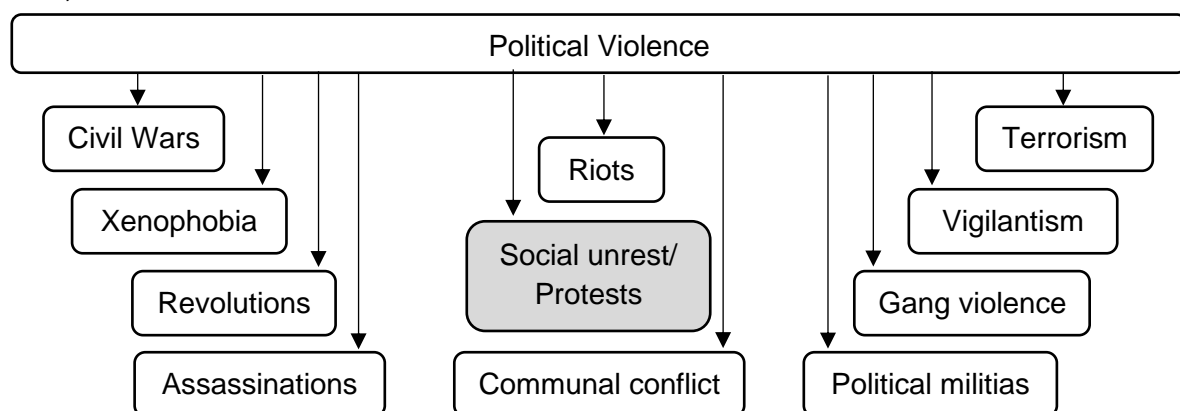 Political Violence
Civil Wars
Terrorism
Riots
Xenophobia
Vigilantism
Social unrest/
Protests
Revolutions
Gang violence
Assassinations
Communal conflict
Political militias